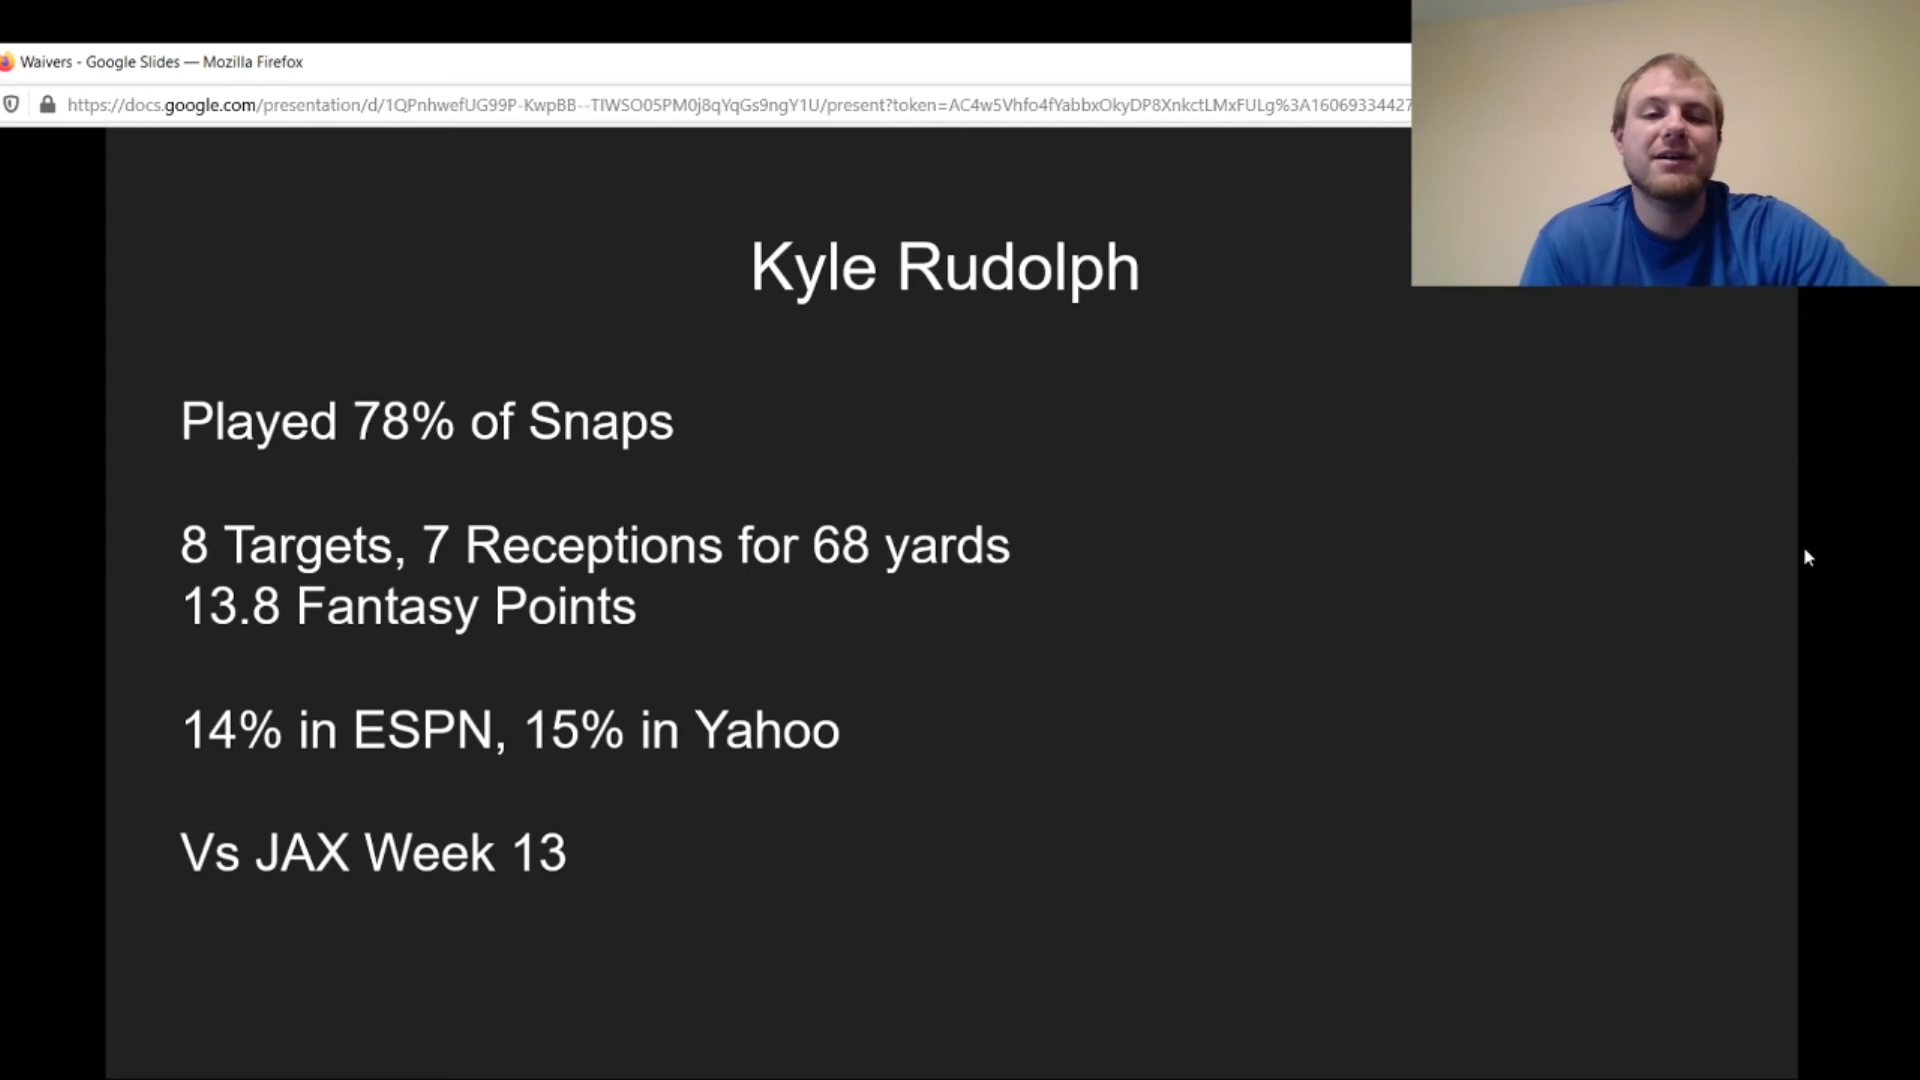 Waivers - Google Slides — Mozilla Firefox
https://docs.google.com/presentation/d/1QPnhwefUG99P-KwpBB--TIWSO05PM0j8qYqGs9ngY1U/present?token=AC4w5Vhfo4fYabbxOkyDP8XnkctLMxFULg%3A16069334427
Kyle Rudolph
Played 78% of Snaps
8 Targets, 7 Receptions for 68 yards
13.8 Fantasy Points
14% in ESPN, 15% in Yahoo
Vs JAX Week 13